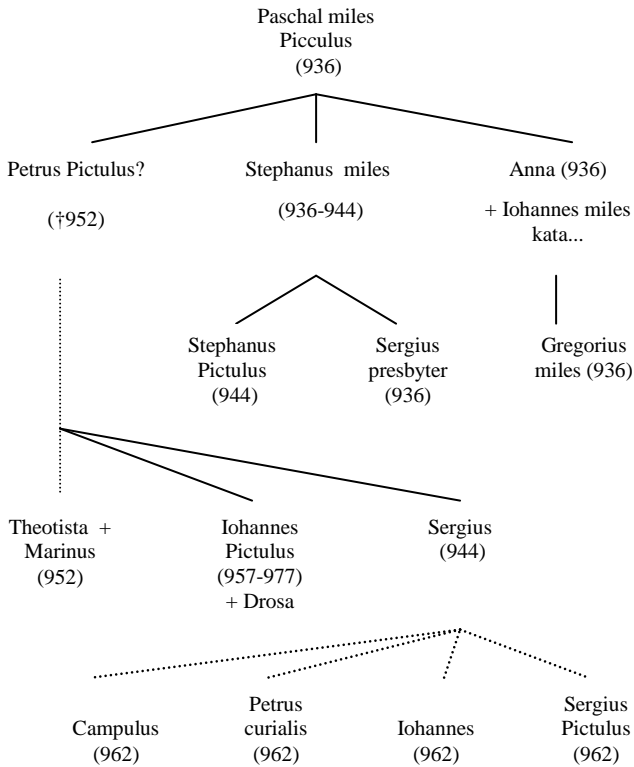 Paschal miles
Picculus
(936)
Petrus Pictulus?
(†952)
Stephanus miles
(936-944)
Anna (936)
+ Iohannes miles
kata...
Stephanus
Pictulus
(944)
Sergius
presbyter
(936)
Gregorius
miles (936)
Theotista +
Marinus
(952)
Iohannes
Pictulus
(957-977)
+ Drosa
Sergius
(944)
Campulus
(962)
Petrus
curialis
(962)
Iohannes
(962)
Sergius
Pictulus
(962)